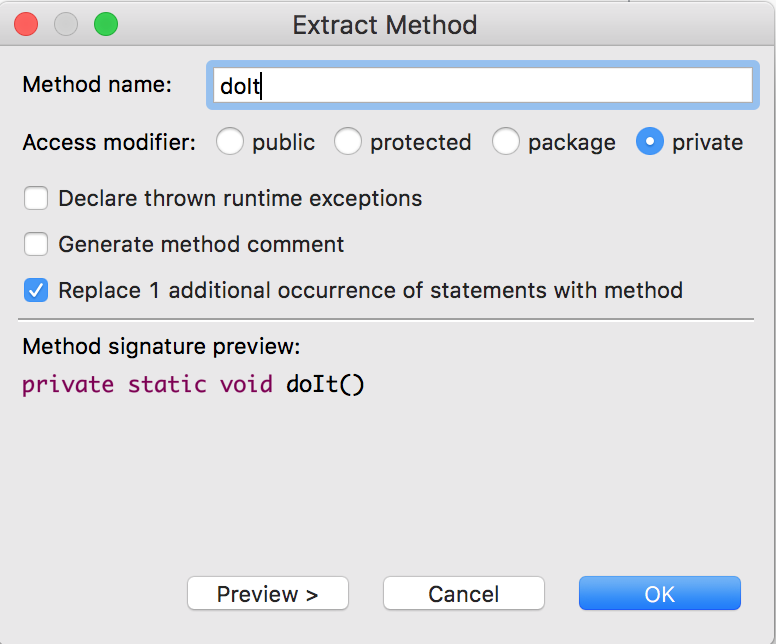 Extract Method
Method name: doIt
Access modifier: public protected package private
Declare thrown runtime exceptions
Generate method comment
Replace 1 additional occurrence of statements with method
Method signature preview:
private static void doIt()
Preview > Cancel OK